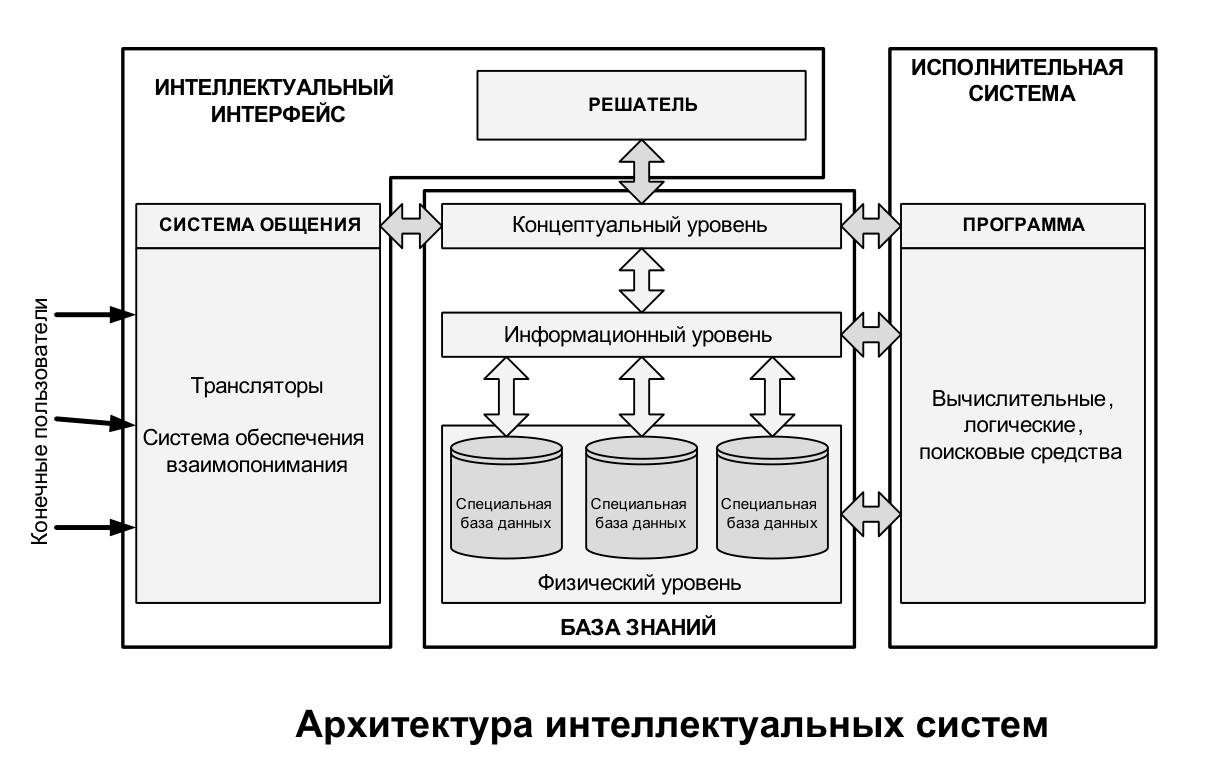 ИНТЕЛЛЕКТУАЛЬНЫЙ
ИНТЕРФЕЙС
РЕШАТЕЛЬ
ИСПОЛНИТЕЛЬНАЯ
СИСТЕМА
СИСТЕМА ОБЩЕНИЯ
Концептуальный уровень
ПРОГРАММА
Конечные пользователи
Трансляторы
Система обеспечения
взаимопонимания
Информационный уровень
Специальная
база данных
Специальная
база данных
Специальная
база данных
Физический уровень
БАЗА ЗНАНИЙ
Вычислительные,
логические,
поисковые средства
Архитектура интеллектуальных систем